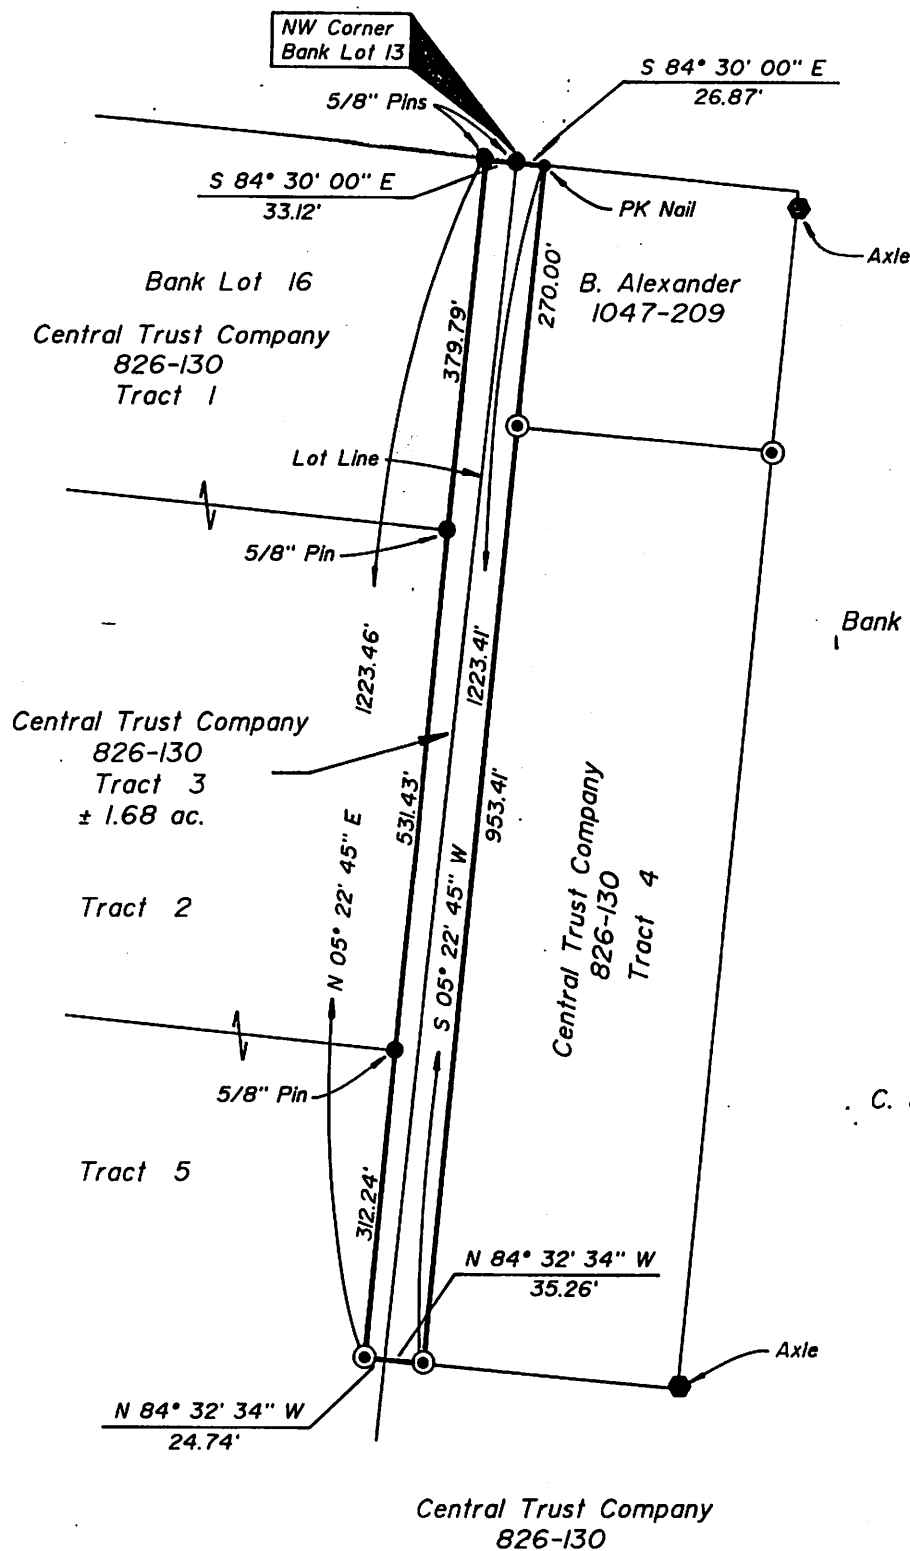 NW Corner
Bank Lot 13
S 84° 30' 00" E
26.87'
5/8" Pins
S 84° 30' 00" E
33.12'
PK Nail
Axle
Bank Lot 16
B. Alexander
1047-209
270.00'
Central Trust Company
826-130
Tract 1
379.79'
Lot Line
5/8" Pin
Bank
1223.46'
1223.41'
Central Trust Company
826-130
Tract 3
± 1.68 ac.
531.43'
953.41'
Central Trust Company
826-130
Tract 4
N 05° 22' 45" E
S 05° 22' 45" W
Tract 2
5/8" Pin
C.
Tract 5
312.24'
N 84° 32' 34" W
35.26'
Axle
N 84° 32' 34" W
24.74'
Central Trust Company
826-130